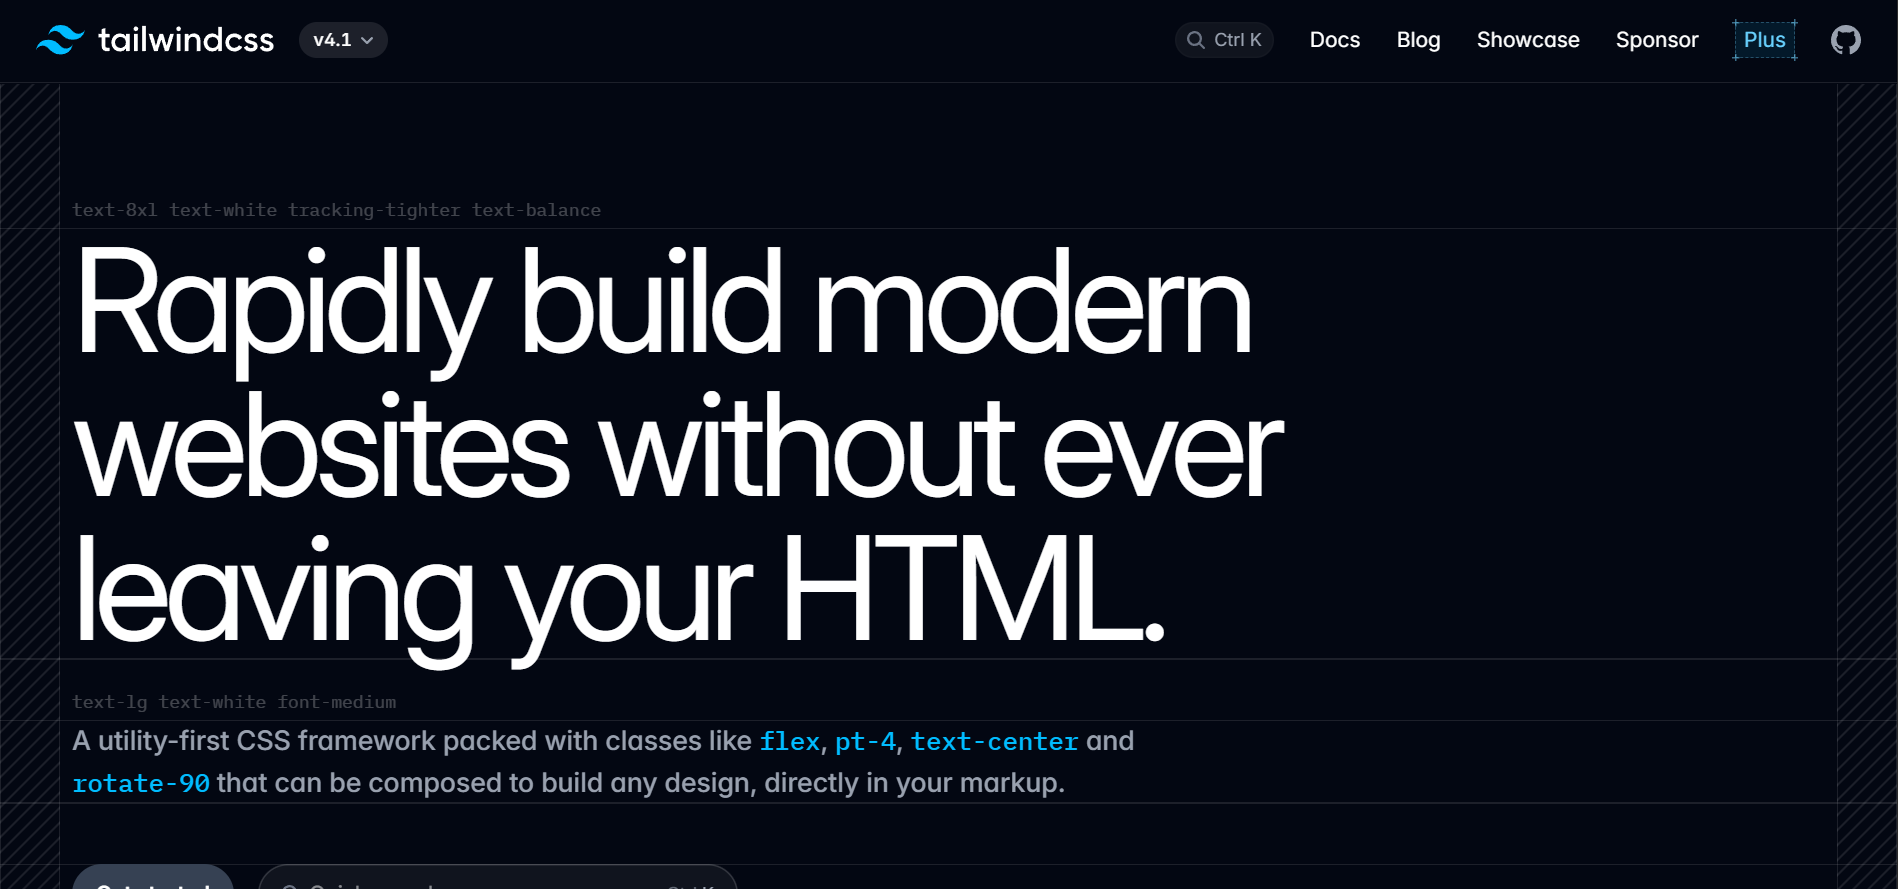 tailwindcss v4.1 Ctrl K Docs Blog Showcase Sponsor Plus
text-8xl text-white tracking-tighter text-balance
Rapidly build modern
websites without ever
leaving your HTML.
text-lg text-white font-medium
A utility-first CSS framework packed with classes like flex, pt-4, text-center and
rotate-90 that can be composed to build any design, directly in your markup.